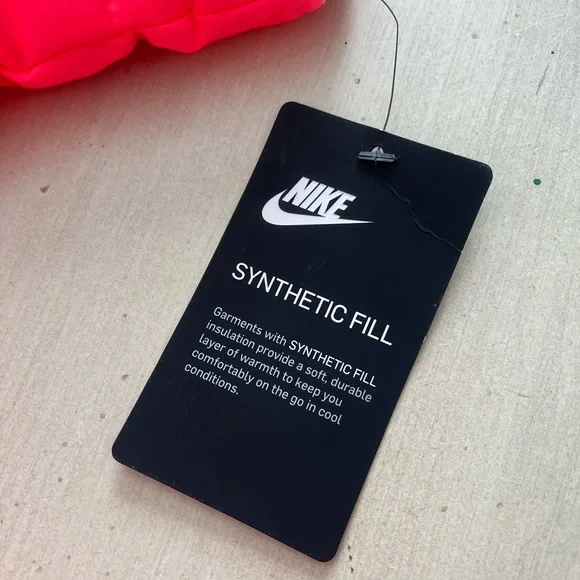 NIKE
SYNTHETIC FILL
Garments with SYNTHETIC FILL
insulation provide a soft, durable
layer of warmth to keep you
comfortably on the go in cool
conditions.